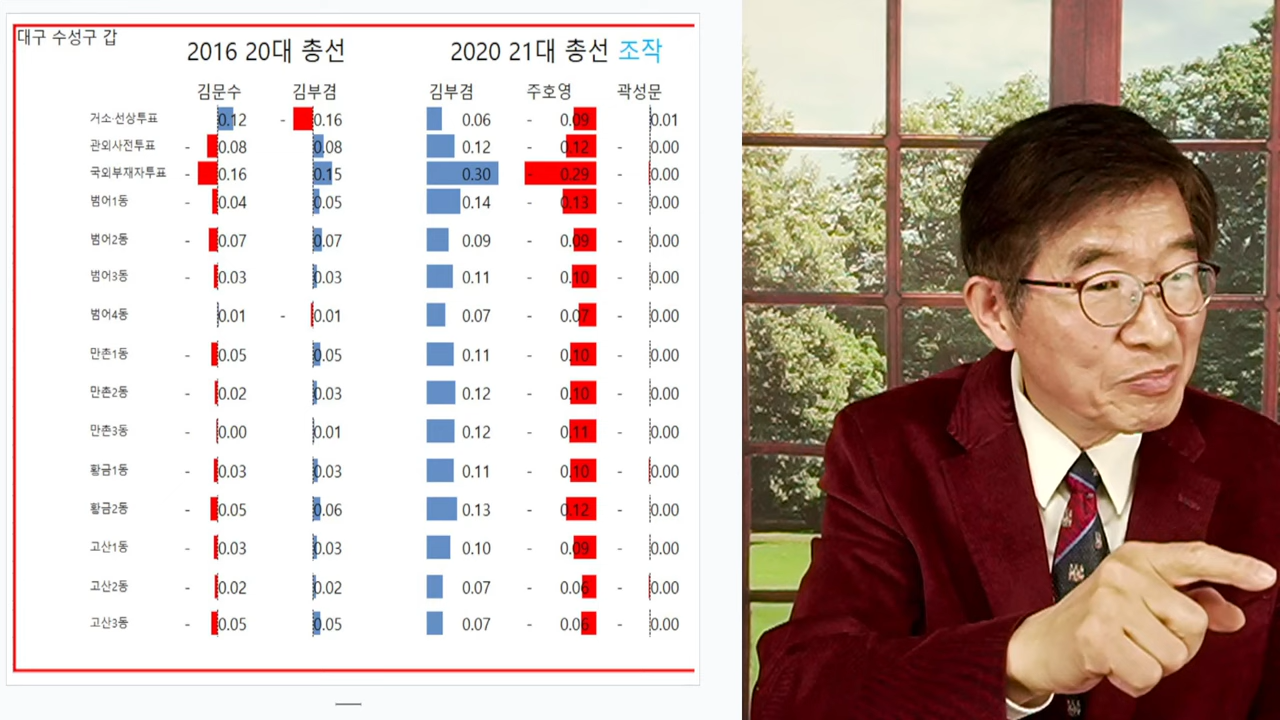 대구 수성구 갑
2016 20대 총선 2020 21대 총선 조작
김문수 김부겸 김부겸 주호영 곽성문
거소·선상투표 0.12 - 0.16 0.06 - 0.09 0.01
관외사전투표 - 0.08 0.08 0.12 - 0.12 - 0.00
국외부재자투표 - 0.16 0.15 0.30 - 0.29 - 0.00
범어1동 - 0.04 0.05 0.14 - 0.13 - 0.00
범어2동 - 0.07 0.07 0.09 - 0.09 - 0.00
범어3동 - 0.03 0.03 0.11 - 0.10 - 0.00
범어4동 0.01 - 0.01 0.07 - 0.07 - 0.00
만촌1동 - 0.05 0.05 0.11 - 0.10 - 0.00
만촌2동 - 0.02 0.03 0.12 - 0.10 - 0.00
만촌3동 - 0.00 0.01 0.12 - 0.11 - 0.00
황금1동 - 0.03 0.03 0.11 - 0.10 - 0.00
황금2동 - 0.05 0.06 0.13 - 0.12 - 0.00
고산1동 - 0.03 0.03 0.10 - 0.09 - 0.00
고산2동 - 0.02 0.02 0.07 - 0.06 - 0.00
고산3동 - 0.05 0.05 0.07 - 0.06 - 0.00